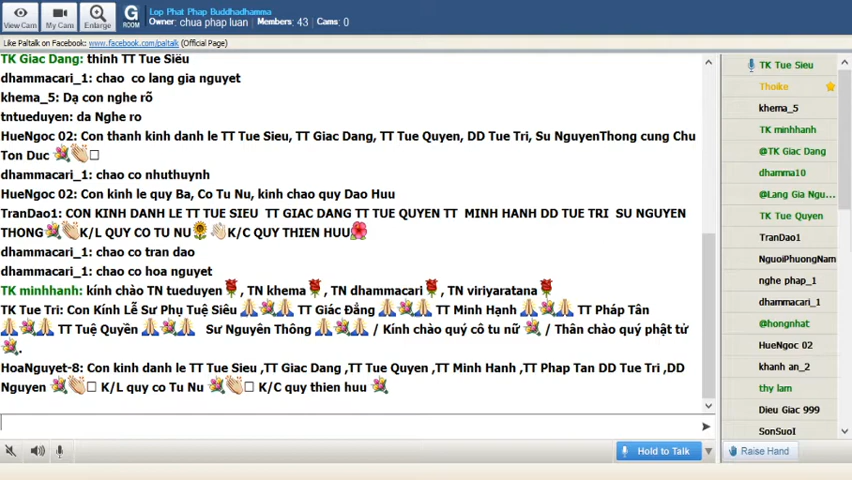 Lop Phat Phap Buddhadhamma
Owner: chua phap luan   Members: 43   Cams: 0
View Cam   My Cam   Enlarge   G ROOM
Like Paltalk on Facebook: www.facebook.com/paltalk (Official Page)
TK Giac Dang: thinh TT Tue Siêu
dhammacari_1: chao  co lang gia nguyet
khema_5: Dạ con nghe rõ
tntueduyen: da Nghe ro
HueNgoc 02: Con thanh kinh danh le TT Tue Sieu, TT Giac Dang, TT Tue Quyen, DD Tue Tri, Su NguyenThong cung Chu
Ton Duc 💐👏□
dhammacari_1: chao co nhuthuynh
HueNgoc 02: Con kinh le quy Ba, Co Tu Nu, kinh chao quy Dao Huu
TranDao1: CON KINH DANH LE TT TUE SIEU  TT GIAC DANG TT TUE QUYEN TT  MINH HANH DD TUE TRI  SU NGUYEN
THONG💐👏K/L QUY CO TU NU🌻👏K/C QUY THIEN HUU🌺
dhammacari_1: chao co tran dao
dhammacari_1: chao co hoa nguyet
TK minhhanh: kính chào TN tueduyen🌹, TN khema🌹, TN dhammacari🌹, TN viriyaratana🌹
TK Tue Tri: Con Kính Lễ Sư Phụ Tuệ Siêu 🙏💐🙏 TT Giác Đẳng 🙏💐🙏 TT Minh Hạnh 🙏💐🙏 TT Pháp Tân
🙏💐🙏 TT Tuệ Quyền 🙏💐🙏   Sư Nguyên Thông 🙏💐🙏 / Kính chào quý cô tu nữ 💐 / Thân chào quý phật tử
💐.
HoaNguyet-8: Con kinh danh le TT Tue Sieu ,TT Giac Dang ,TT Tue Quyen ,TT Minh Hanh ,TT Phap Tan DD Tue Tri ,DD
Nguyen 💐👏□ K/L quy co Tu Nu 💐👏□ K/C quy thien huu 💐
Hold to Talk
TK Tue Sieu
Thoike
khema_5
TK minhhanh
@TK Giac Dang
dhamma10
@Lang Gia Ngu...
TK Tue Quyen
TranDao1
NguoiPhuongNam
nghe phap_1
dhammacari_1
@hongnhat
HueNgoc 02
khanh an_2
thy lam
Dieu Giac 999
SonSuoI
Raise Hand